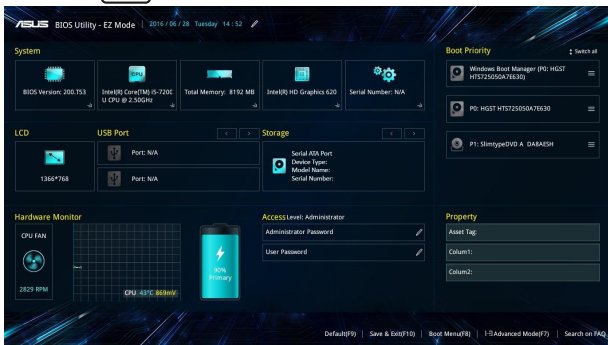 ASUS BIOS Utility - EZ Mode 2016 / 06 / 28 Tuesday 14 : 52
System
BIOS Version: 200.T53
CPU
Intel(R) Core(TM) i5-7200
U CPU @ 2.50GHz
Total Memory: 8192 MB
Intel(R) HD Graphics 620
Serial Number: N/A
Boot Priority
Switch all
Windows Boot Manager (P0: HGST
HTS725050A7E630)
P0: HGST HTS725050A7E630
P1: SlimtypeDVD A DA8AESH
LCD
1366*768
USB Port
Port: N/A
Port: N/A
Storage
Serial ATA Port
Device Type:
Model Name:
Serial Number:
Hardware Monitor
CPU FAN
2829 RPM
CPU 43°C 869mV
90%
Primary
Access Level: Administrator
Administrator Password
User Password
Property
Asset Tag:
Colum1:
Colum2:
Default(F9) | Save & Exit(F10) | Boot Menu(F8) | Advanced Mode(F7) | Search on FAQ